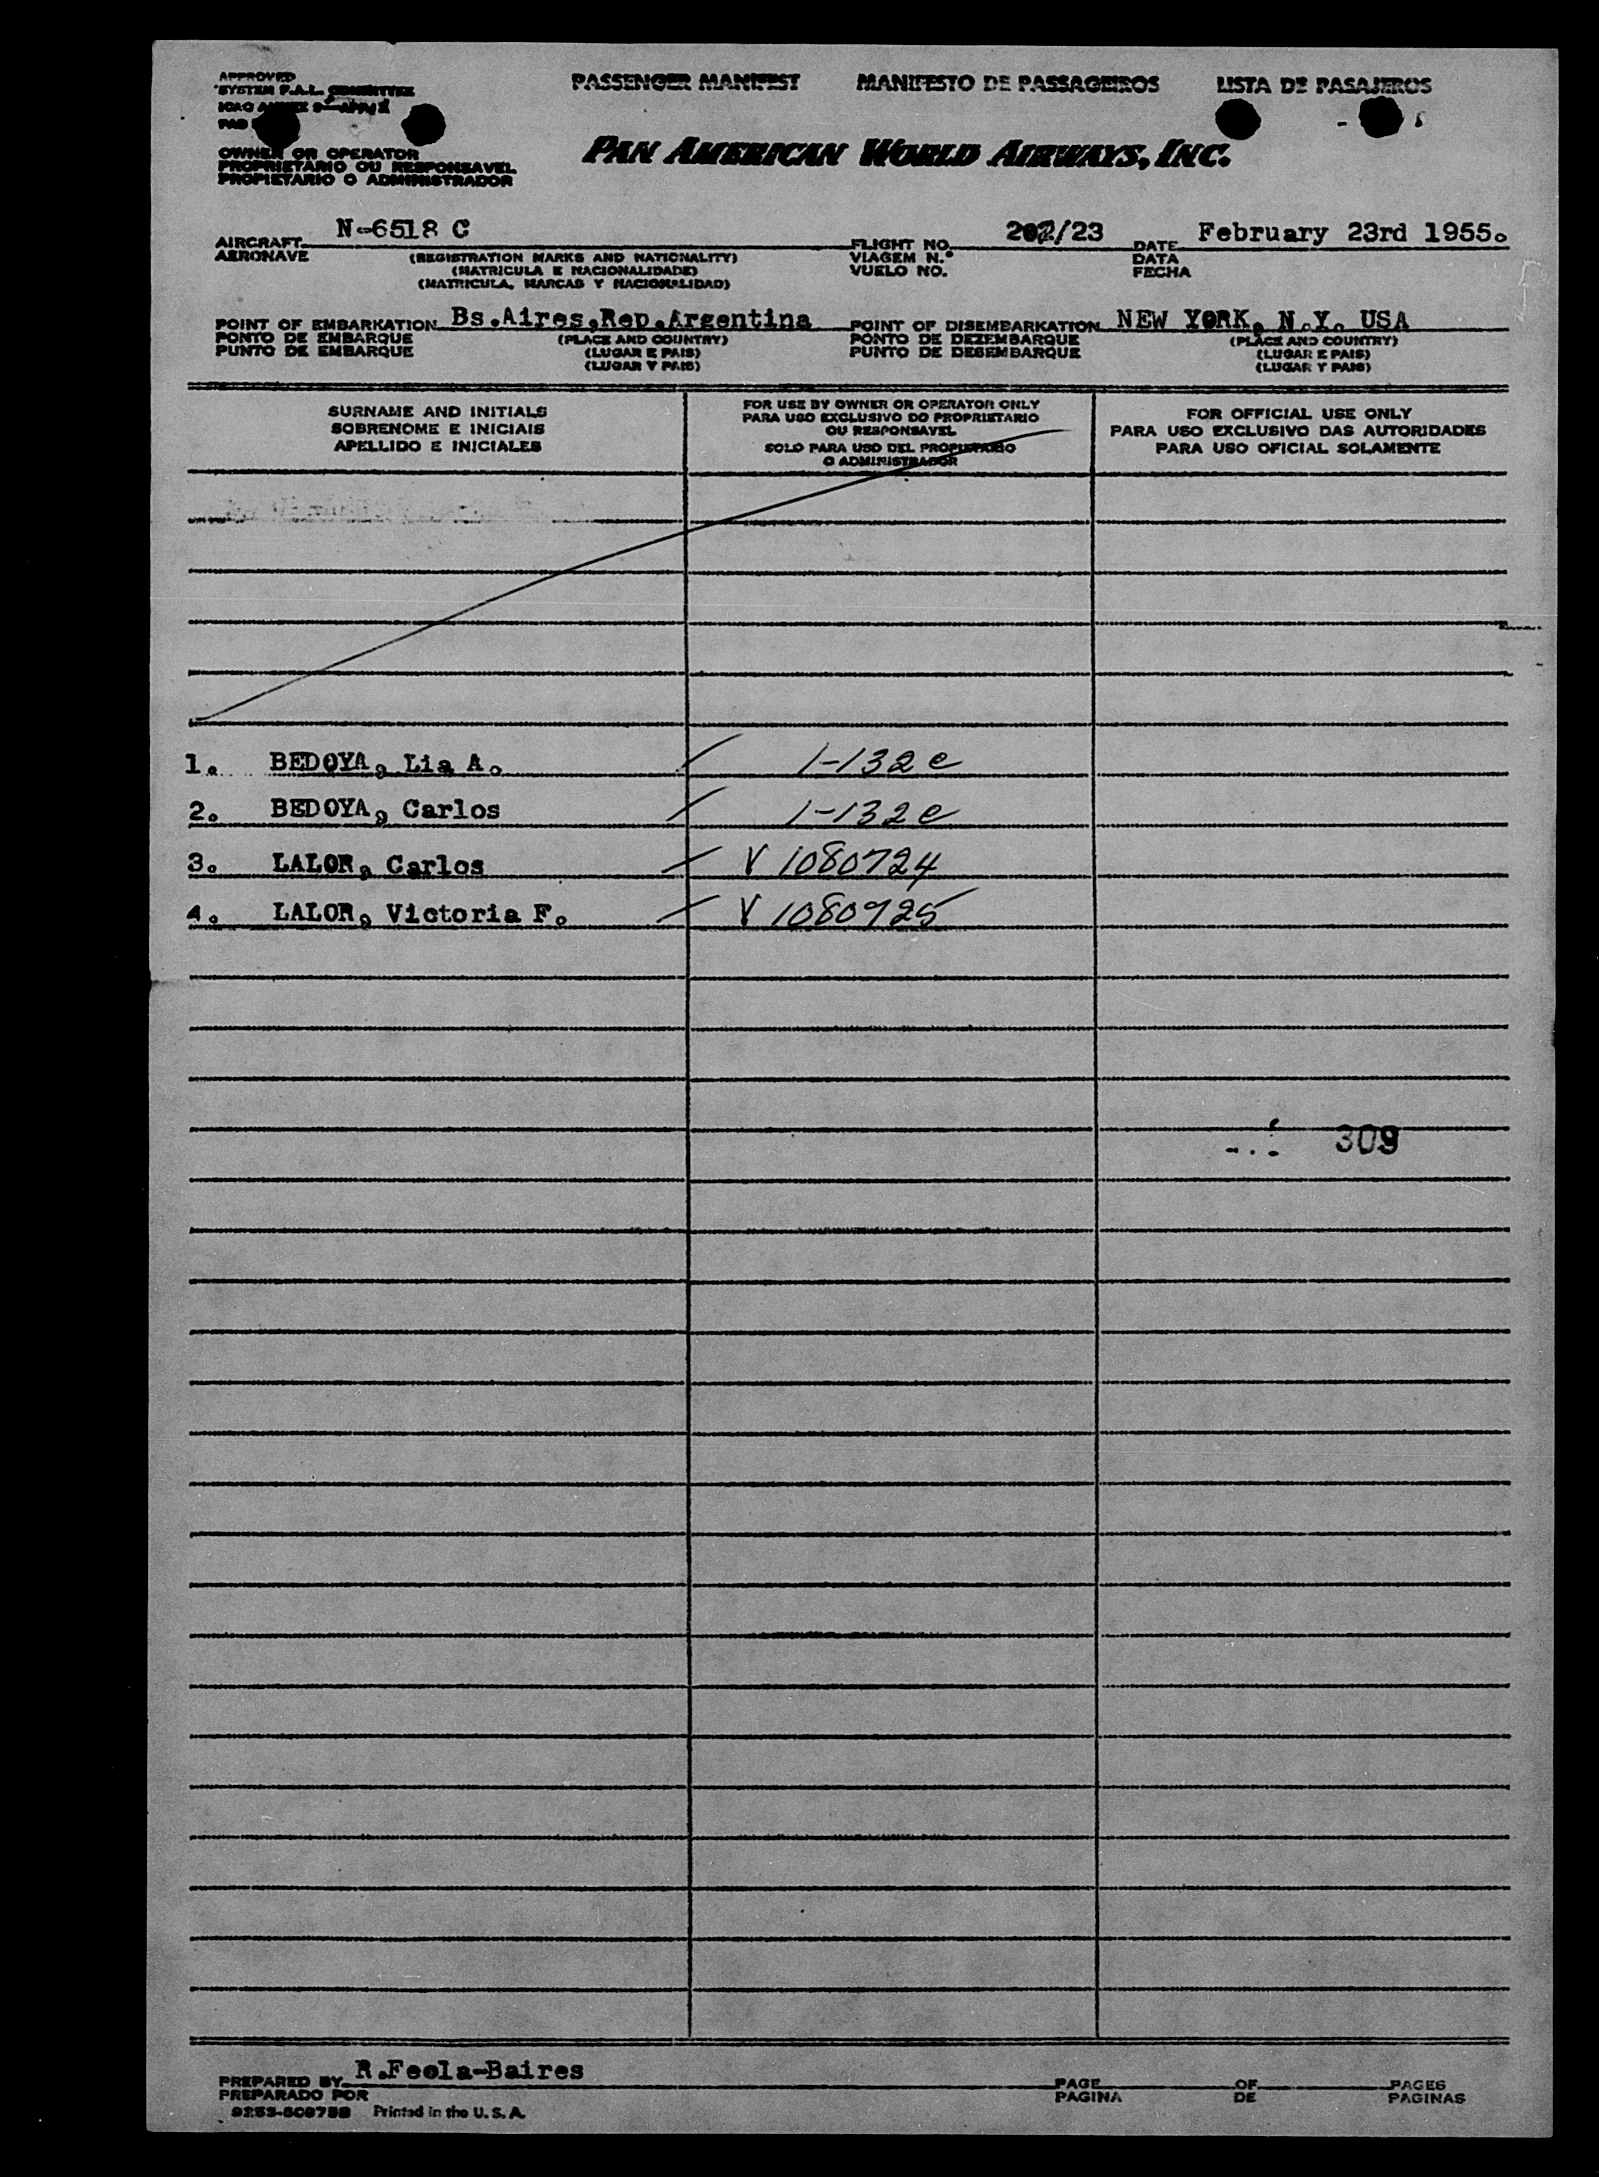 APPROVED
SYSTEM F.A.L. COMMITTEE
PASSENGER MANIFEST MANIFESTO DE PASSAGEIROS LISTA DE PASAJEROS
OWNER OR OPERATOR
PROPRIETARIO OU RESPONSAVEL
PROPIETARIO O ADMINISTRADOR
PAN AMERICAN WORLD AIRWAYS, INC.
AIRCRAFT N-6518 C FLIGHT NO. 202/23 DATE February 23rd 1955.
AERONAVE (REGISTRATION MARKS AND NATIONALITY) VIAGEM N.º DATA
(MATRICULA E NACIONALIDADE) VUELO NO. FECHA
(MATRICULA, MARCAS Y NACIONALIDAD)
POINT OF EMBARKATION Bs.Aires,Rep.Argentina POINT OF DISEMBARKATION NEW YORK, N.Y. USA
PONTO DE EMBARQUE (PLACE AND COUNTRY) PONTO DE DEZEMBARQUE (PLACE AND COUNTRY)
PUNTO DE EMBARQUE (LUGAR E PAIS) PUNTO DE DESEMBARQUE (LUGAR E PAIS)
(LUGAR Y PAIS) (LUGAR Y PAIS)
SURNAME AND INITIALS
SOBRENOME E INICIAIS
APELLIDO E INICIALES
FOR USE BY OWNER OR OPERATOR ONLY
PARA USO EXCLUSIVO DO PROPRIETARIO
OU RESPONSAVEL
SOLO PARA USO DEL PROPIETARIO
O ADMINISTRADOR
FOR OFFICIAL USE ONLY
PARA USO EXCLUSIVO DAS AUTORIDADES
PARA USO OFICIAL SOLAMENTE
1. BEDOYA, Lia A. 1-132 e
2. BEDOYA, Carlos 1-132 e
3. LALOR, Carlos V 1080724
4. LALOR, Victoria F. V 1080725
309
PREPARED BY R.Feola-Baires PAGE OF PAGES
PREPARADO POR PAGINA DE PAGINAS
Printed in the U. S. A.